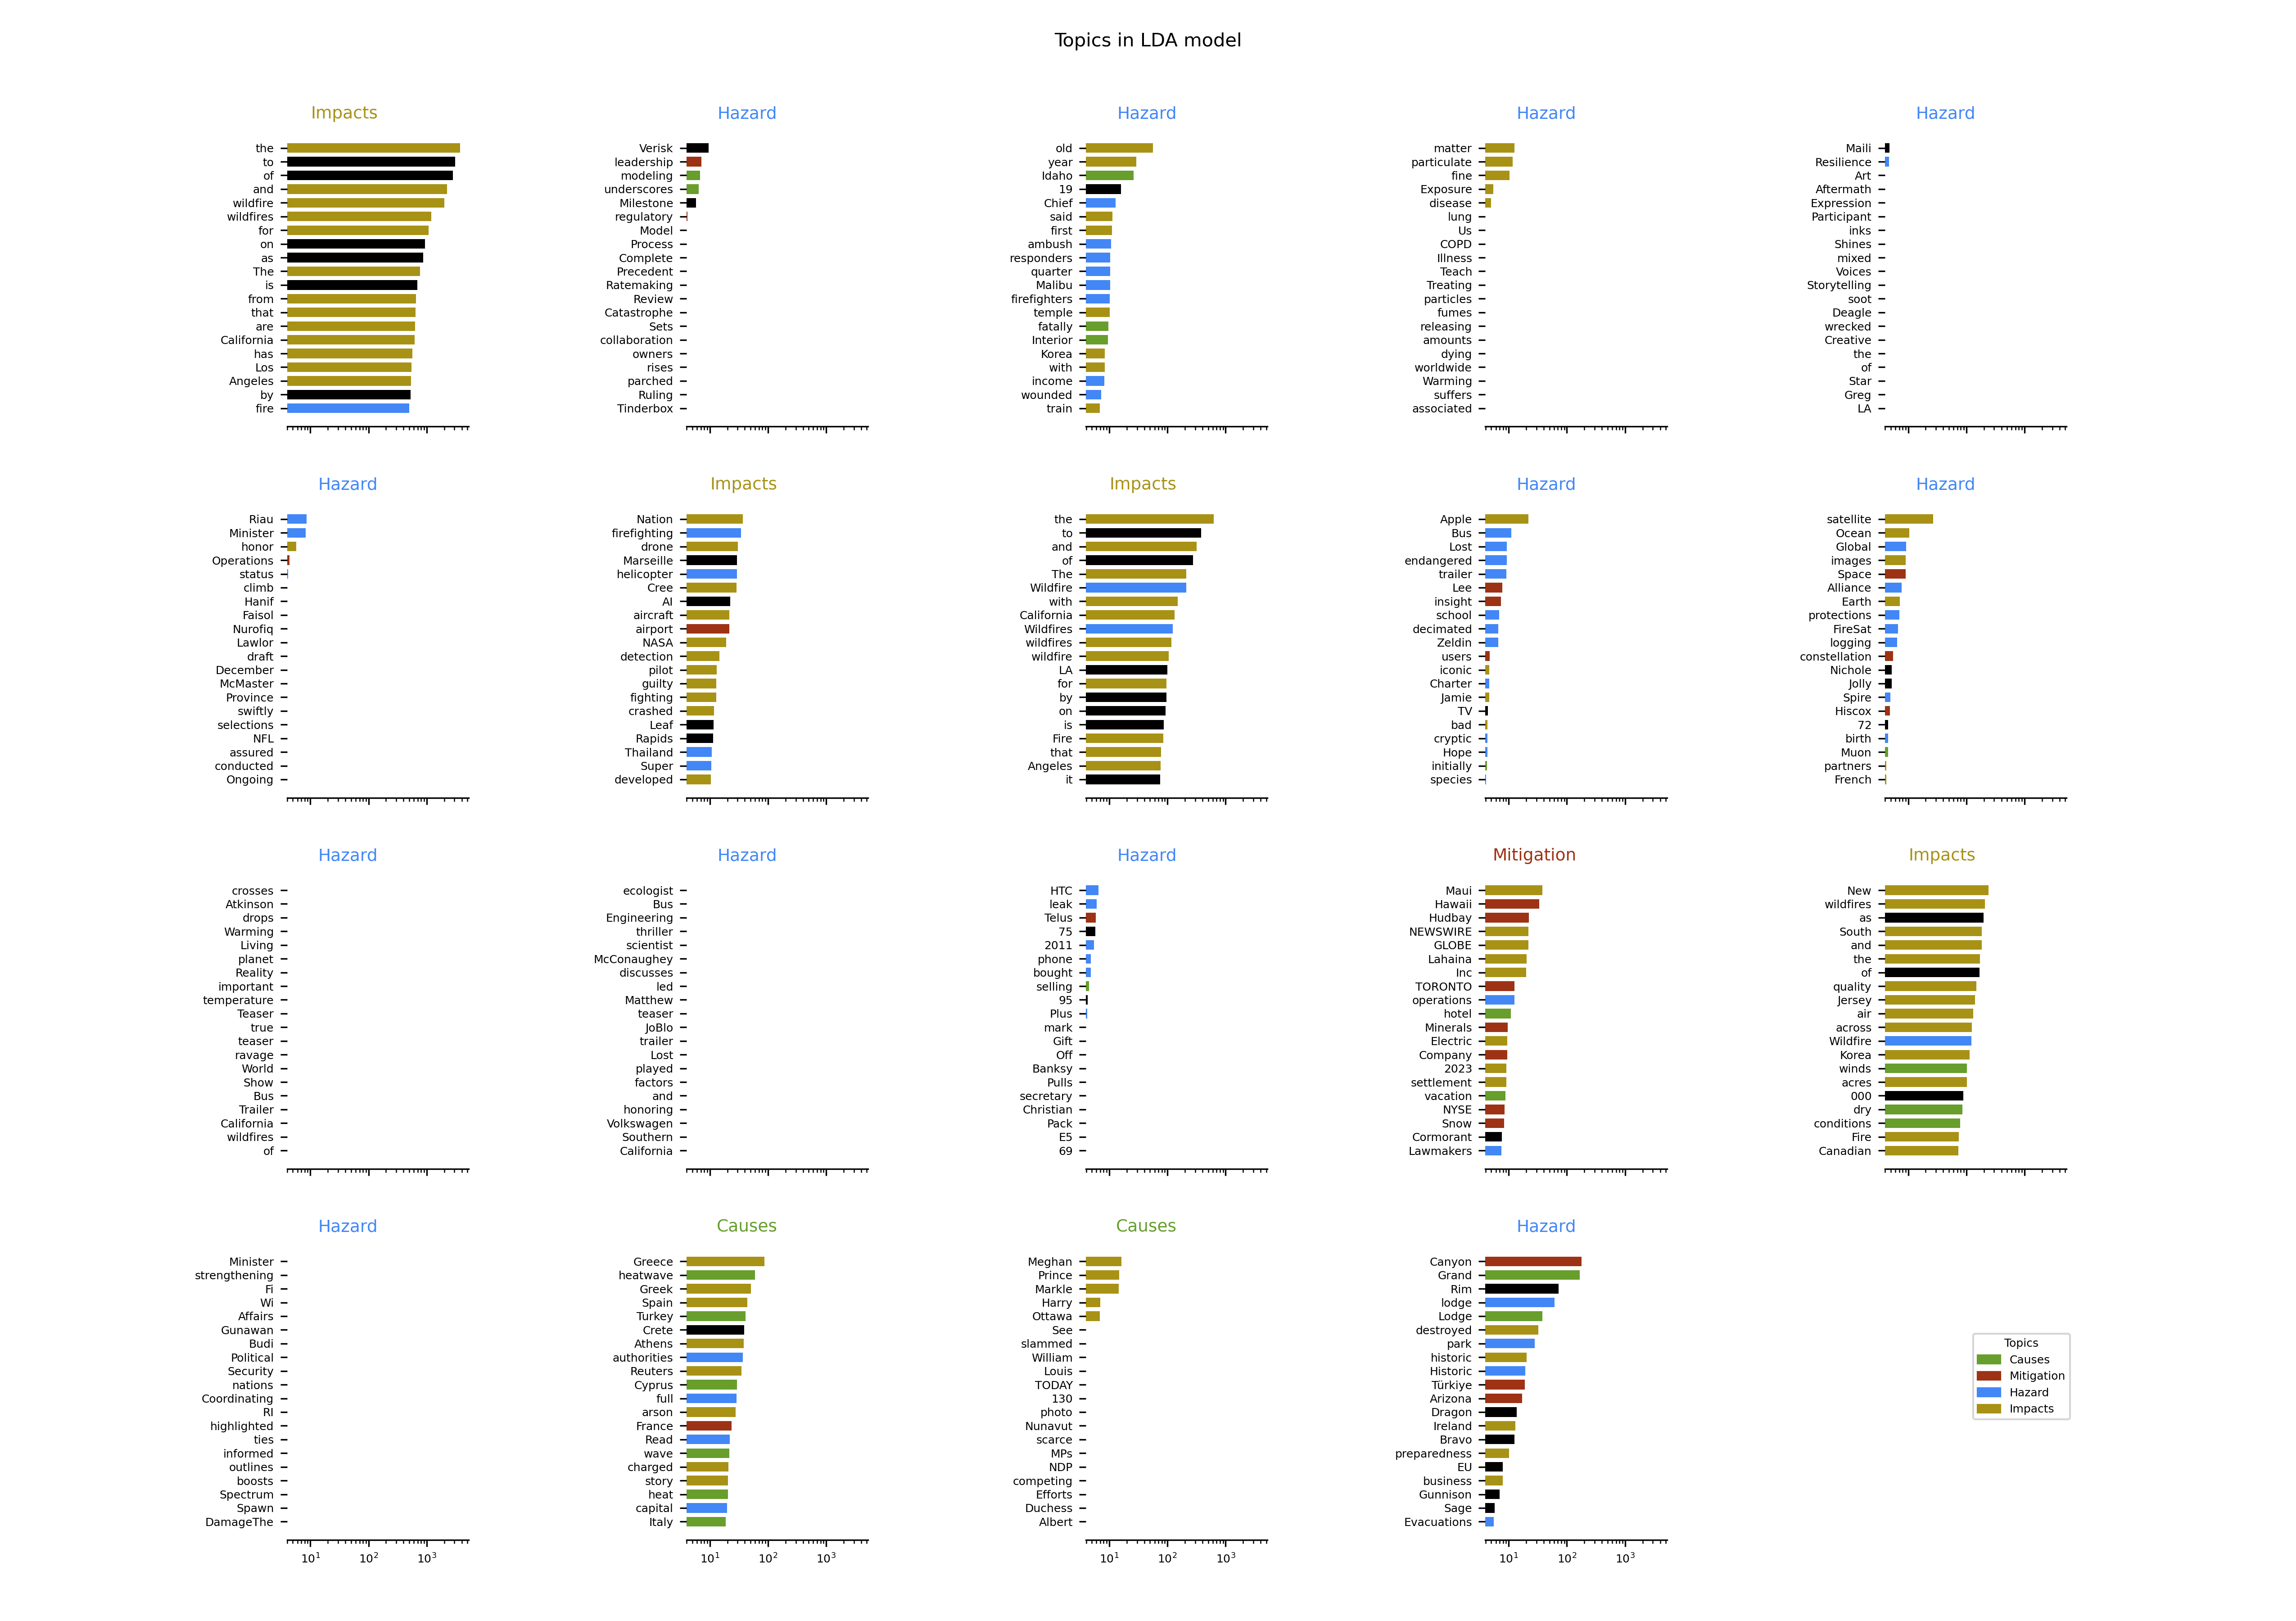 Topics in LDA model
Impacts
the
to
of
and
wildfire
wildfires
for
on
as
The
is
from
that
are
California
has
Los
Angeles
by
fire
Hazard
Verisk
leadership
modeling
underscores
Milestone
regulatory
Model
Process
Complete
Precedent
Ratemaking
Review
Catastrophe
Sets
collaboration
owners
rises
parched
Ruling
Tinderbox
Hazard
old
year
Idaho
19
Chief
said
first
ambush
responders
quarter
Malibu
firefighters
temple
fatally
Interior
Korea
with
income
wounded
train
Hazard
matter
particulate
fine
Exposure
disease
lung
Us
COPD
Illness
Teach
Treating
particles
fumes
releasing
amounts
dying
worldwide
Warming
suffers
associated
Hazard
Maili
Resilience
Art
Aftermath
Expression
Participant
inks
Shines
mixed
Voices
Storytelling
soot
Deagle
wrecked
Creative
the
of
Star
Greg
LA
Hazard
Riau
Minister
honor
Operations
status
climb
Hanif
Faisol
Nurofiq
Lawlor
draft
December
McMaster
Province
swiftly
selections
NFL
assured
conducted
Ongoing
Impacts
Nation
firefighting
drone
Marseille
helicopter
Cree
AI
aircraft
airport
NASA
detection
pilot
guilty
fighting
crashed
Leaf
Rapids
Thailand
Super
developed
Impacts
the
to
and
of
The
Wildfire
with
California
Wildfires
wildfires
wildfire
LA
for
by
on
is
Fire
that
Angeles
it
Hazard
Apple
Bus
Lost
endangered
trailer
Lee
insight
school
decimated
Zeldin
users
iconic
Charter
Jamie
TV
bad
cryptic
Hope
initially
species
Hazard
satellite
Ocean
Global
images
Space
Alliance
Earth
protections
FireSat
logging
constellation
Nichole
Jolly
Spire
Hiscox
72
birth
Muon
partners
French
Hazard
crosses
Atkinson
drops
Warming
Living
planet
Reality
important
temperature
Teaser
true
teaser
ravage
World
Show
Bus
Trailer
California
wildfires
of
Hazard
ecologist
Bus
Engineering
thriller
scientist
McConaughey
discusses
led
Matthew
teaser
JoBlo
trailer
Lost
played
factors
and
honoring
Volkswagen
Southern
California
Hazard
HTC
leak
Telus
75
2011
phone
bought
selling
95
Plus
mark
Gift
Off
Banksy
Pulls
secretary
Christian
Pack
E5
69
Mitigation
Maui
Hawaii
Hudbay
NEWSWIRE
GLOBE
Lahaina
Inc
TORONTO
operations
hotel
Minerals
Electric
Company
2023
settlement
vacation
NYSE
Snow
Cormorant
Lawmakers
Impacts
New
wildfires
as
South
and
the
of
quality
Jersey
air
across
Wildfire
Korea
winds
acres
000
dry
conditions
Fire
Canadian
Hazard
Minister
strengthening
Fi
Wi
Affairs
Gunawan
Budi
Political
Security
nations
Coordinating
RI
highlighted
ties
informed
outlines
boosts
Spectrum
Spawn
DamageThe
10¹ 10² 10³
Causes
Greece
heatwave
Greek
Spain
Turkey
Crete
Athens
authorities
Reuters
Cyprus
full
arson
France
Read
wave
charged
story
heat
capital
Italy
10¹ 10² 10³
Causes
Meghan
Prince
Markle
Harry
Ottawa
See
slammed
William
Louis
TODAY
130
photo
Nunavut
scarce
MPs
NDP
competing
Efforts
Duchess
Albert
10¹ 10² 10³
Hazard
Canyon
Grand
Rim
lodge
Lodge
destroyed
park
historic
Historic
Türkiye
Arizona
Dragon
Ireland
Bravo
preparedness
EU
business
Gunnison
Sage
Evacuations
10¹ 10² 10³
Topics
Causes
Mitigation
Hazard
Impacts